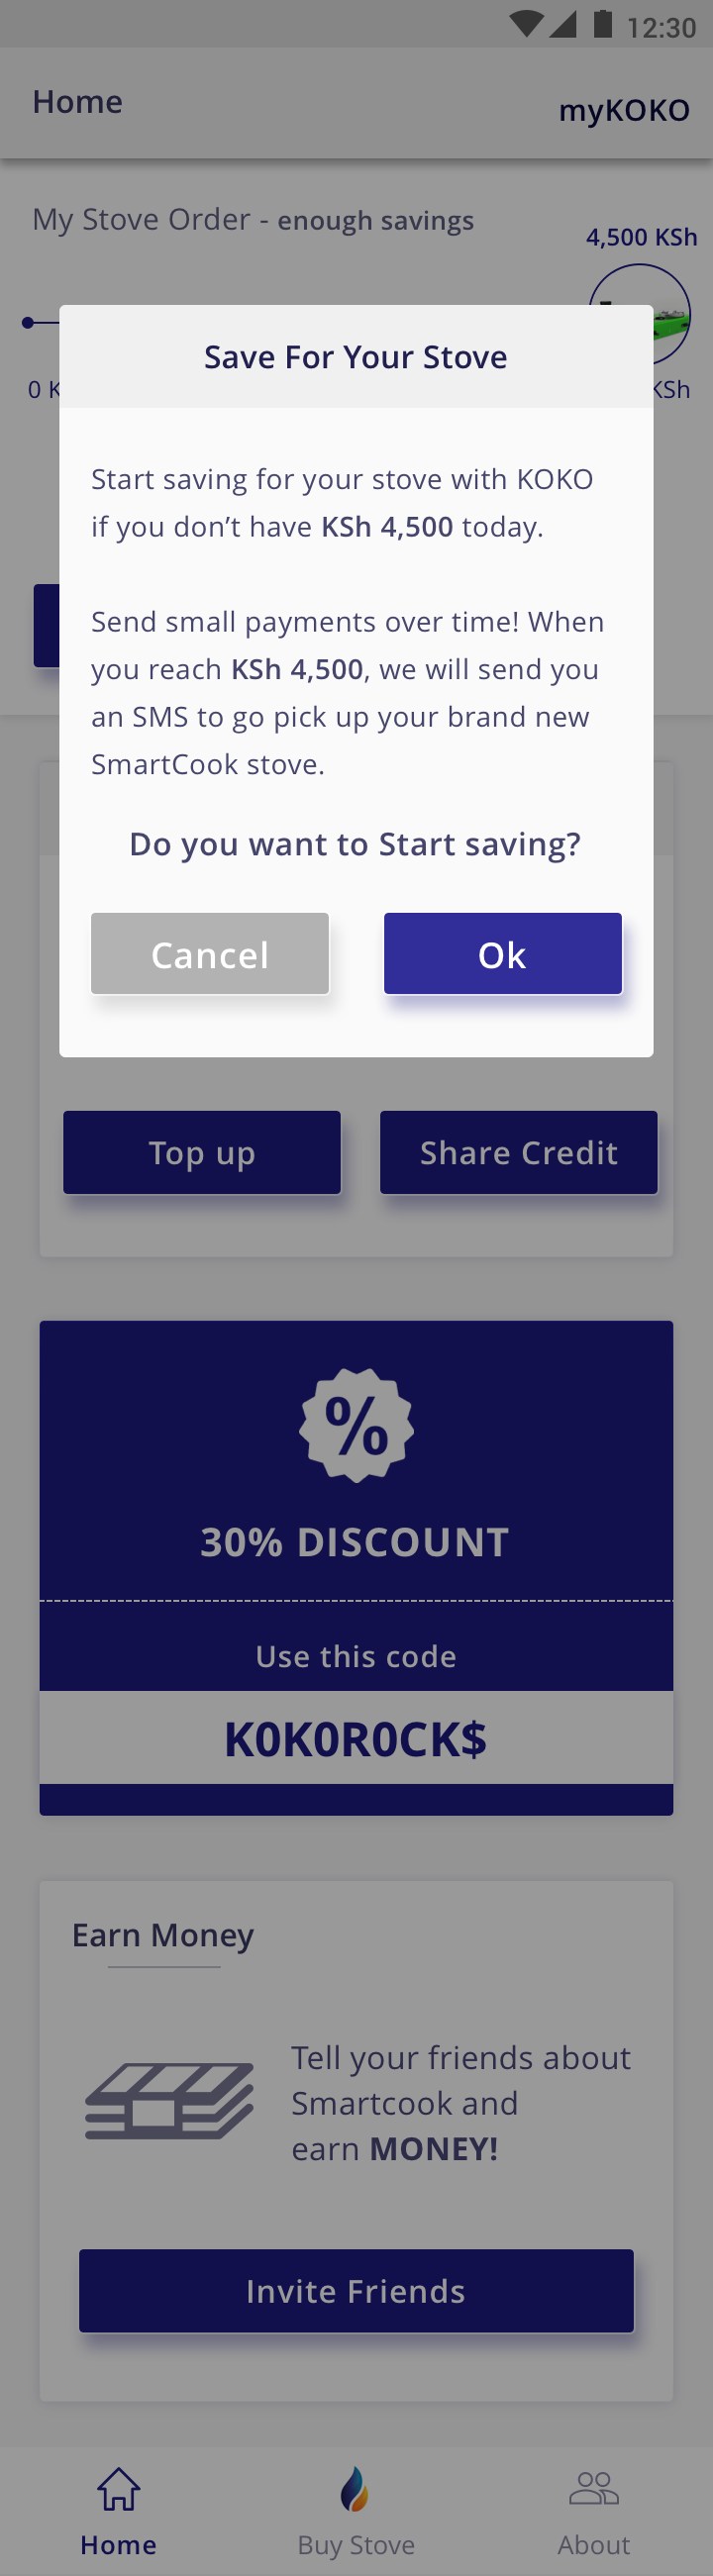 12:30
Home
myKOKO
My Stove Order - enough savings
4,500 KSh
0 K
KSh
Save For Your Stove
Start saving for your stove with KOKO
if you don’t have KSh 4,500 today.
Send small payments over time! When
you reach KSh 4,500, we will send you
an SMS to go pick up your brand new
SmartCook stove.
Do you want to Start saving?
Cancel
Ok
Top up
Share Credit
%
30% DISCOUNT
Use this code
K0K0R0CK$
Earn Money
Tell your friends about
Smartcook and
earn MONEY!
Invite Friends
Home
Buy Stove
About